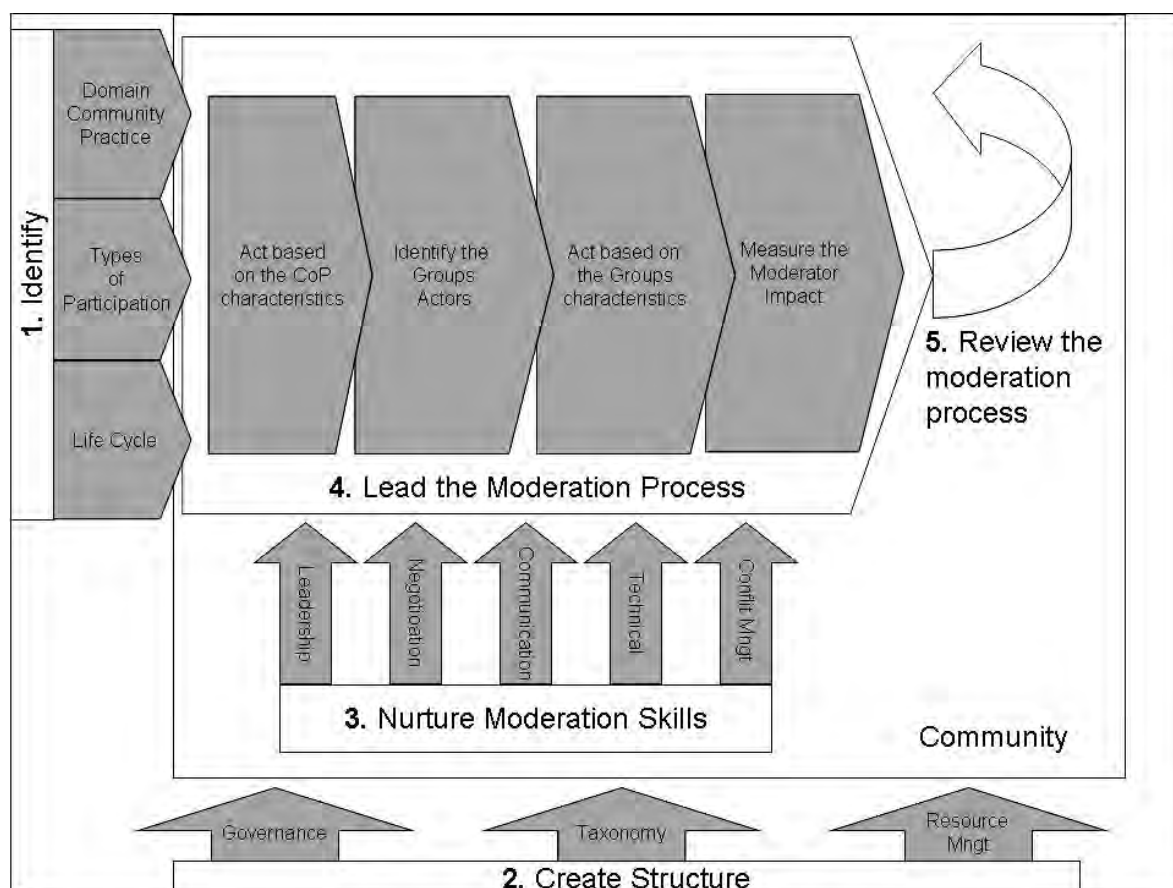 1. Identify
Domain
Community
Practice
Types
of
Participation
Life Cycle
Act based
on the CoP
characteristics
Identify the
Groups
Actors
Act based on
the Groups
characteristics
Measure the
Moderator
Impact
5. Review the
moderation
process
4. Lead the Moderation Process
Leadership
Negotioation
Communication
Technical
Conflit Mngt
3. Nurture Moderation Skills
Community
Governance
Taxonomy
Resource
Mngt
2. Create Structure